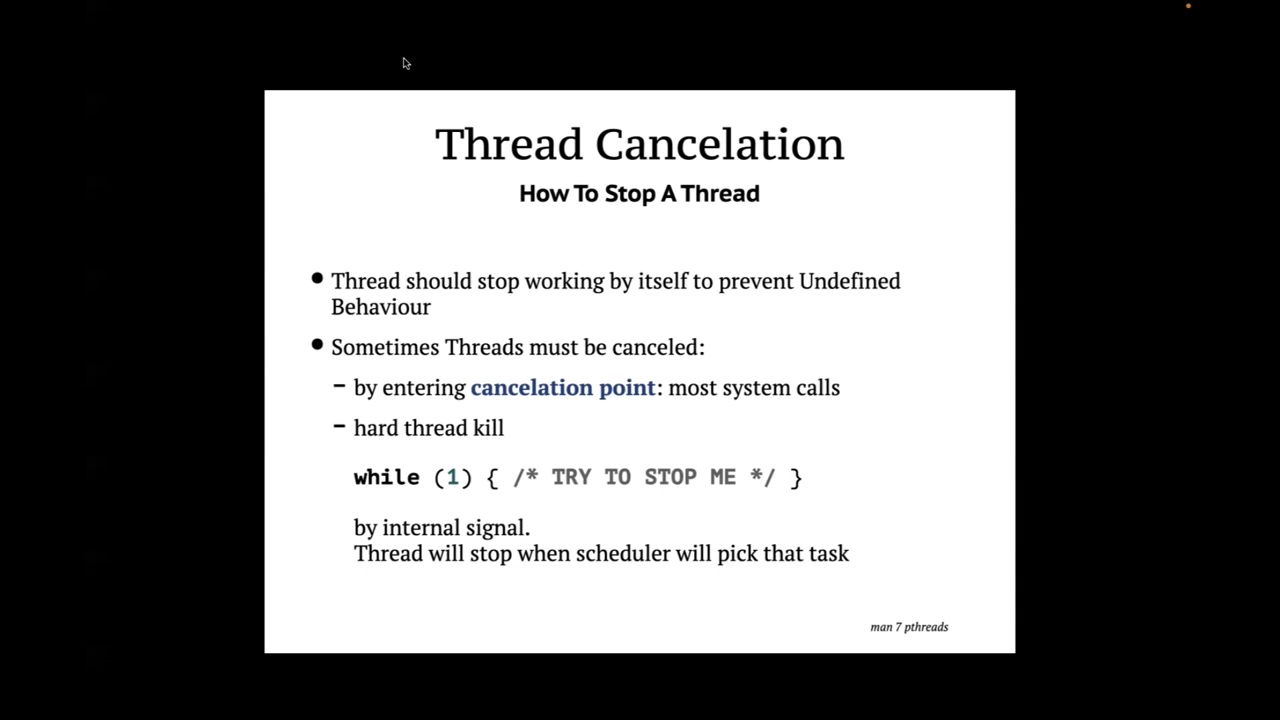 Thread Cancelation
How To Stop A Thread
• Thread should stop working by itself to prevent Undefined
Behaviour
• Sometimes Threads must be canceled:
– by entering cancelation point: most system calls
– hard thread kill
while (1) { /* TRY TO STOP ME */ }
by internal signal.
Thread will stop when scheduler will pick that task
man 7 pthreads